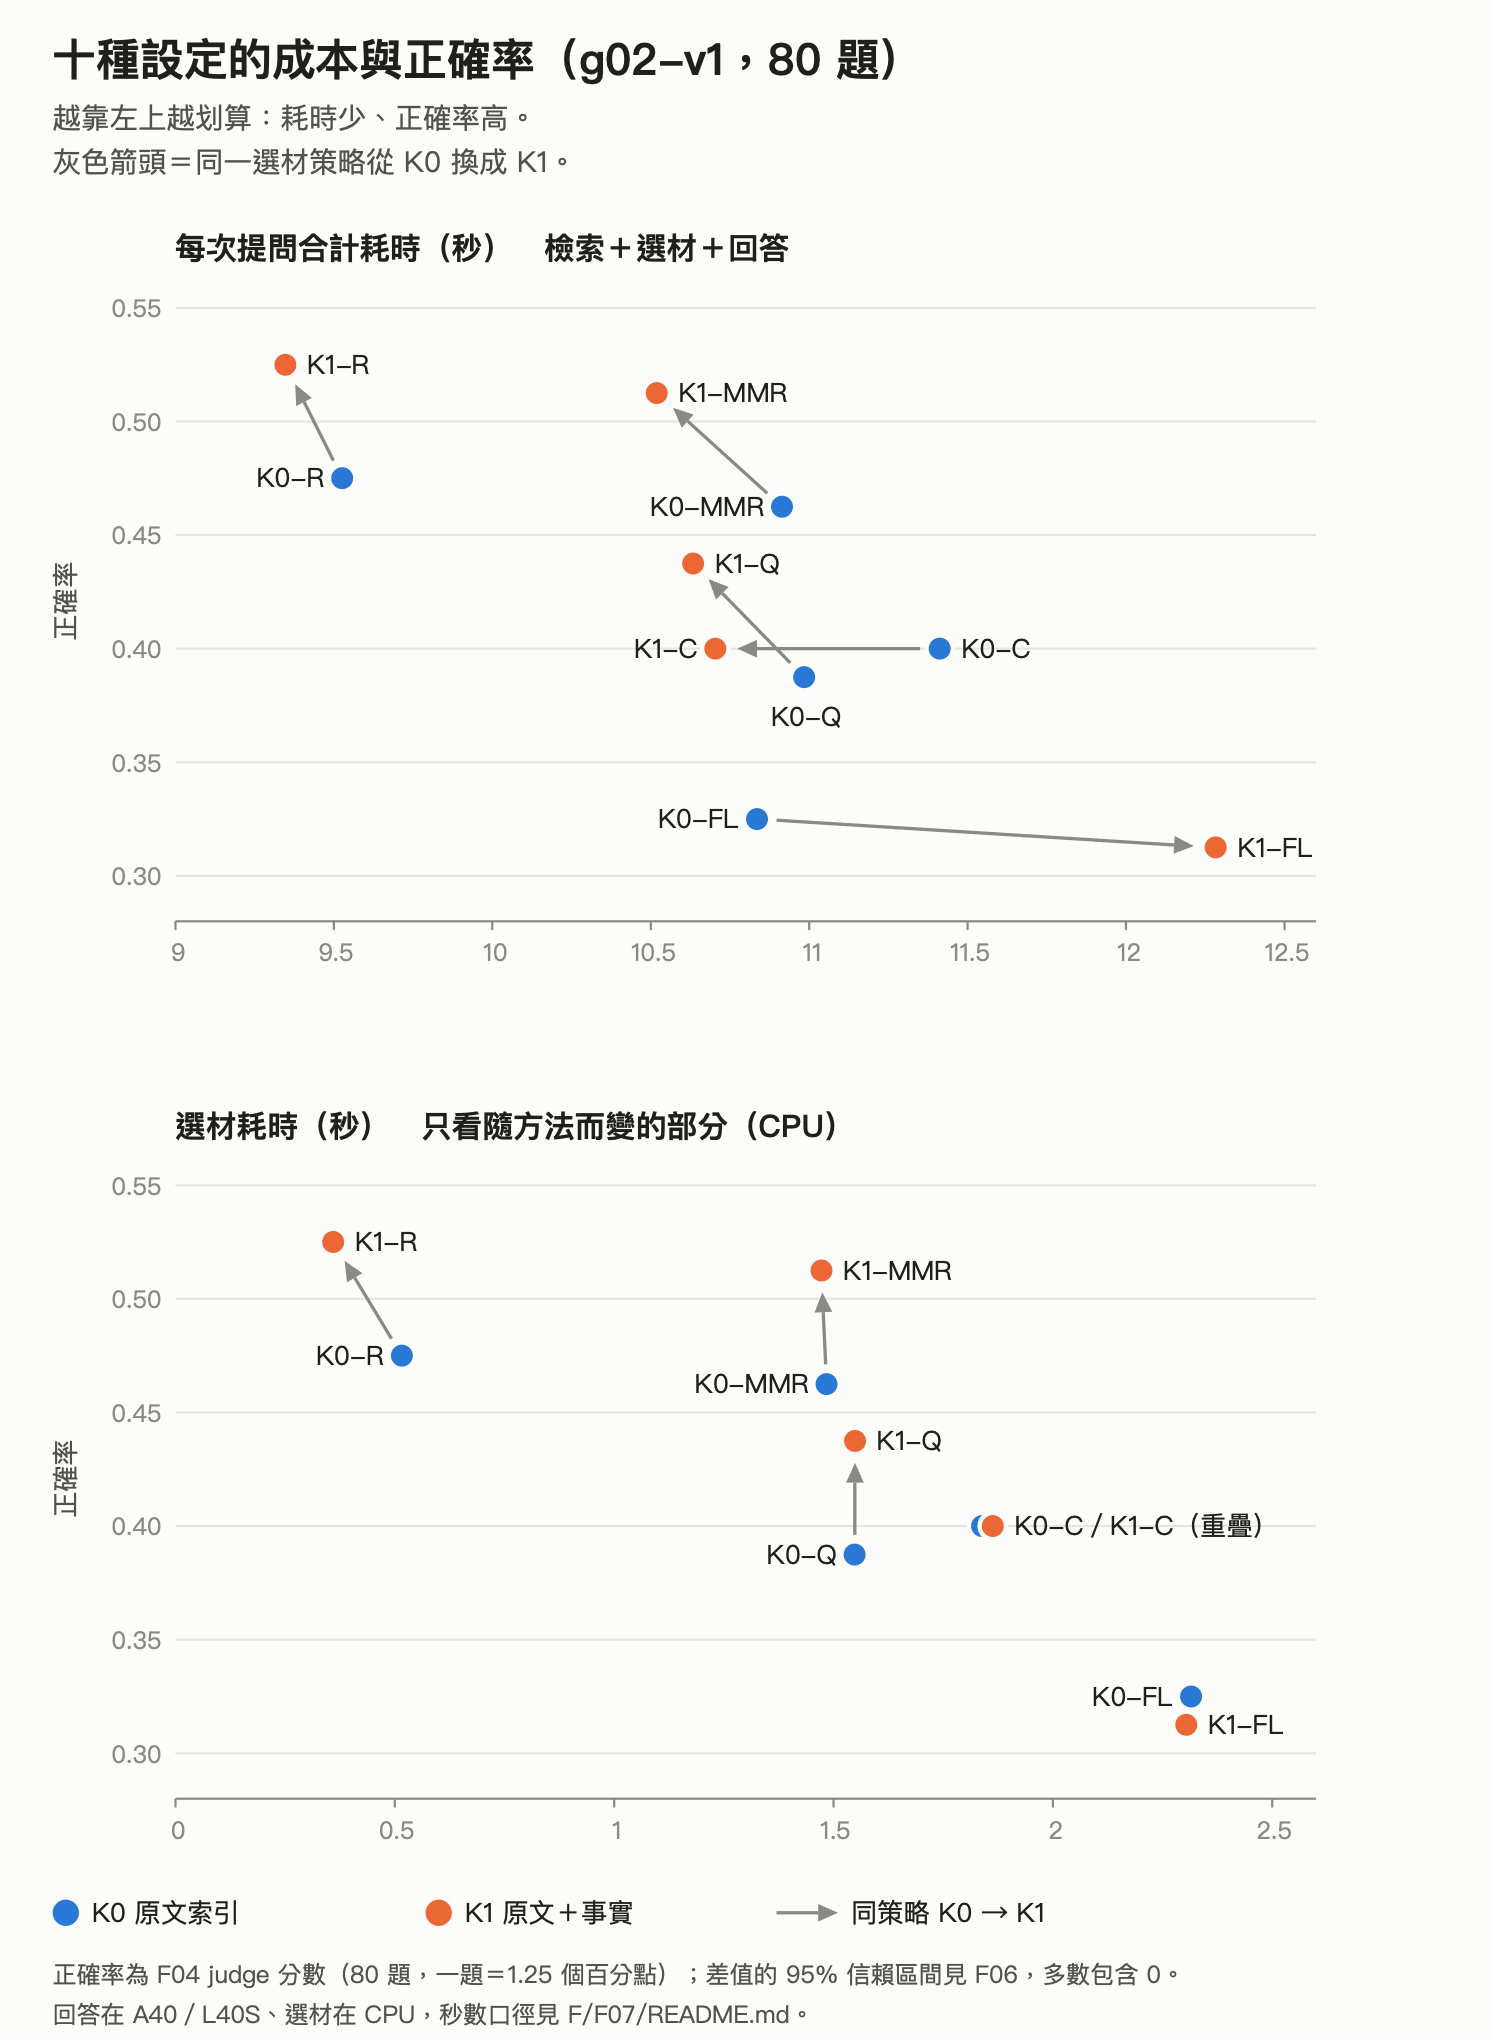 十種設定的成本與正確率（g02–v1，80 題）
越靠左上越划算：耗時少、正確率高。
灰色箭頭＝同一選材策略從 K0 換成 K1。
每次提問合計耗時（秒）　檢索＋選材＋回答
0.55
K1–R
K1–MMR
0.50
K0–R
K0–MMR
0.45
K1–Q
正確率
0.40
K1–C
K0–C
K0–Q
0.35
K0–FL
K1–FL
0.30
9 9.5 10 10.5 11 11.5 12 12.5
選材耗時（秒）　只看隨方法而變的部分（CPU）
0.55
K1–R
K1–MMR
0.50
K0–R
K0–MMR
0.45
K1–Q
正確率
0.40
K0–C / K1–C（重疊）
K0–Q
0.35
K0–FL
K1–FL
0.30
0 0.5 1 1.5 2 2.5
K0 原文索引 K1 原文＋事實 同策略 K0 → K1
正確率為 F04 judge 分數（80 題，一題＝1.25 個百分點）；差值的 95% 信賴區間見 F06，多數包含 0。
回答在 A40 / L40S、選材在 CPU，秒數口徑見 F/F07/README.md。